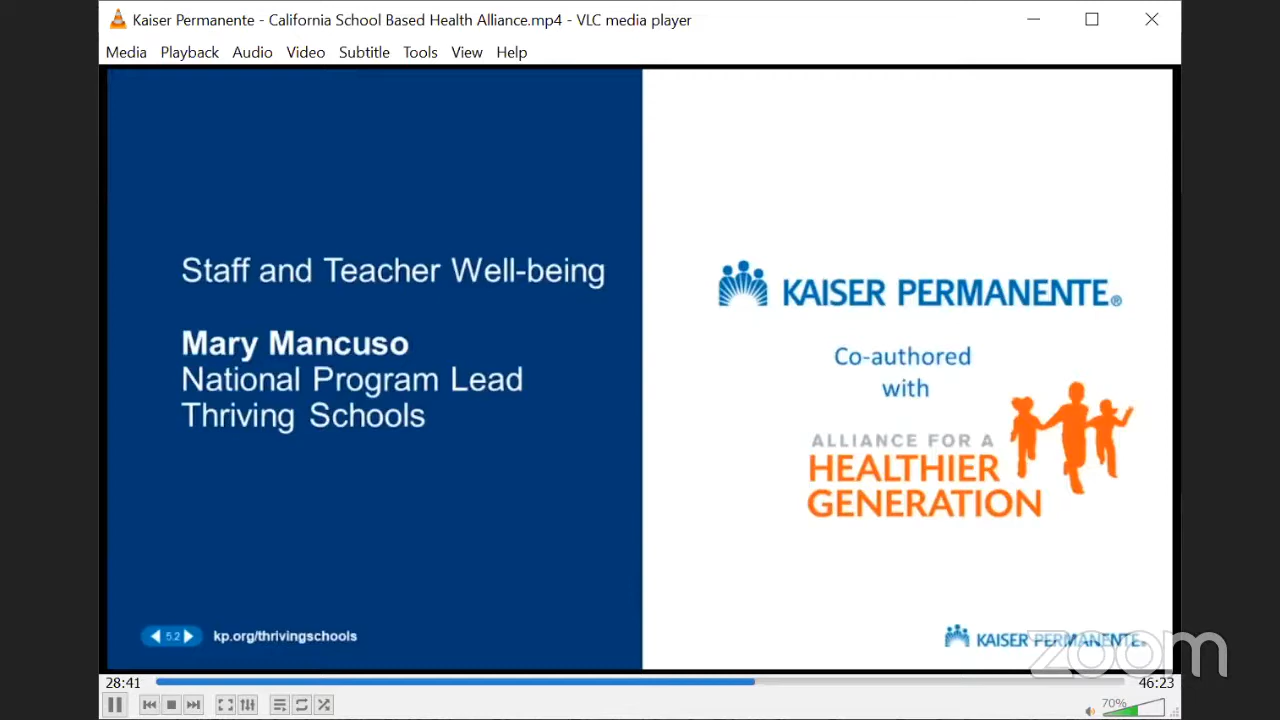 Kaiser Permanente - California School Based Health Alliance.mp4 - VLC media player
Media Playback Audio Video Subtitle Tools View Help
Staff and Teacher Well-being
Mary Mancuso
National Program Lead
Thriving Schools
5.2 kp.org/thrivingschools
KAISER PERMANENTE®
Co-authored
with
ALLIANCE FOR A
HEALTHIER
GENERATION
KAISER PERMANENTE®
zoom
28:41 46:23
70%